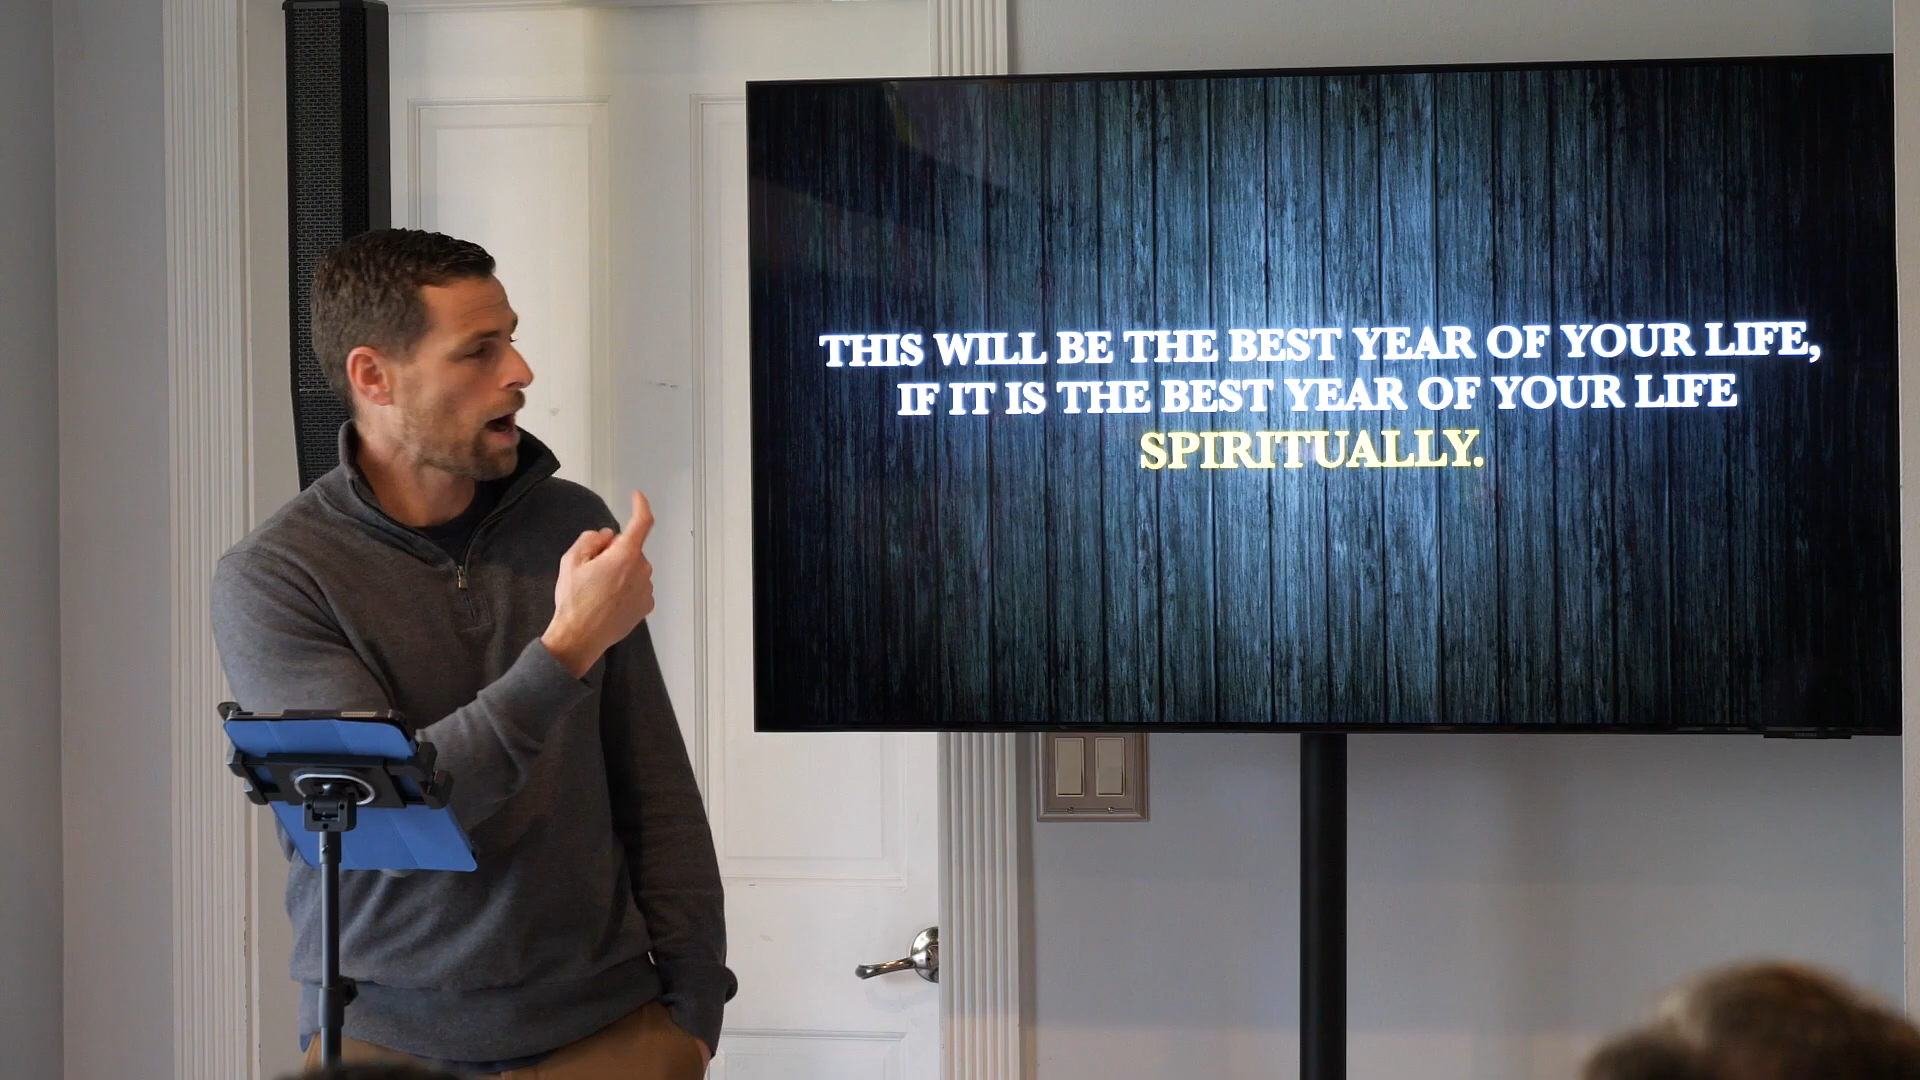 THIS WILL BE THE BEST YEAR OF YOUR LIFE,
IF IT IS THE BEST YEAR OF YOUR LIFE
SPIRITUALLY.